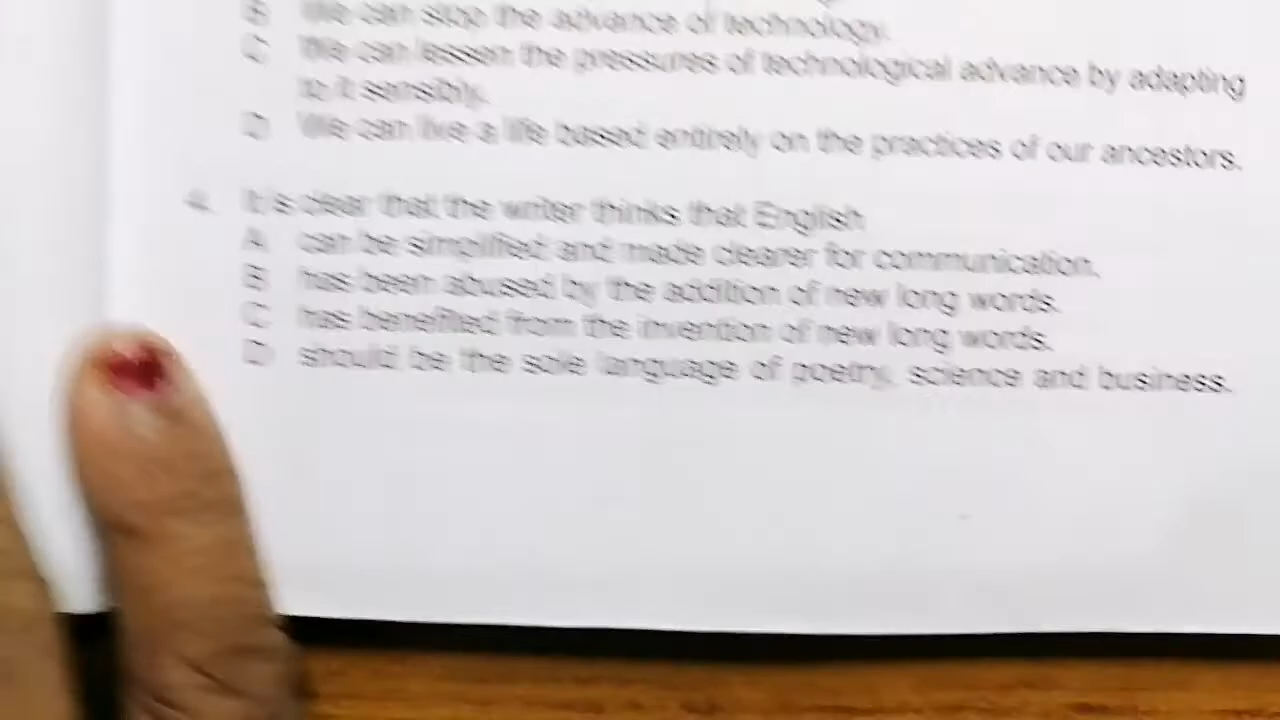 B We can stop the advance of technology.
C We can lessen the pressures of technological advance by adapting
to it sensibly.
D We can live a life based entirely on the practices of our ancestors.
4. It is clear that the writer thinks that English
A can be simplified and made clearer for communication.
B has been abused by the addition of new long words.
C has benefited from the invention of new long words.
D should be the sole language of poetry, science and business.